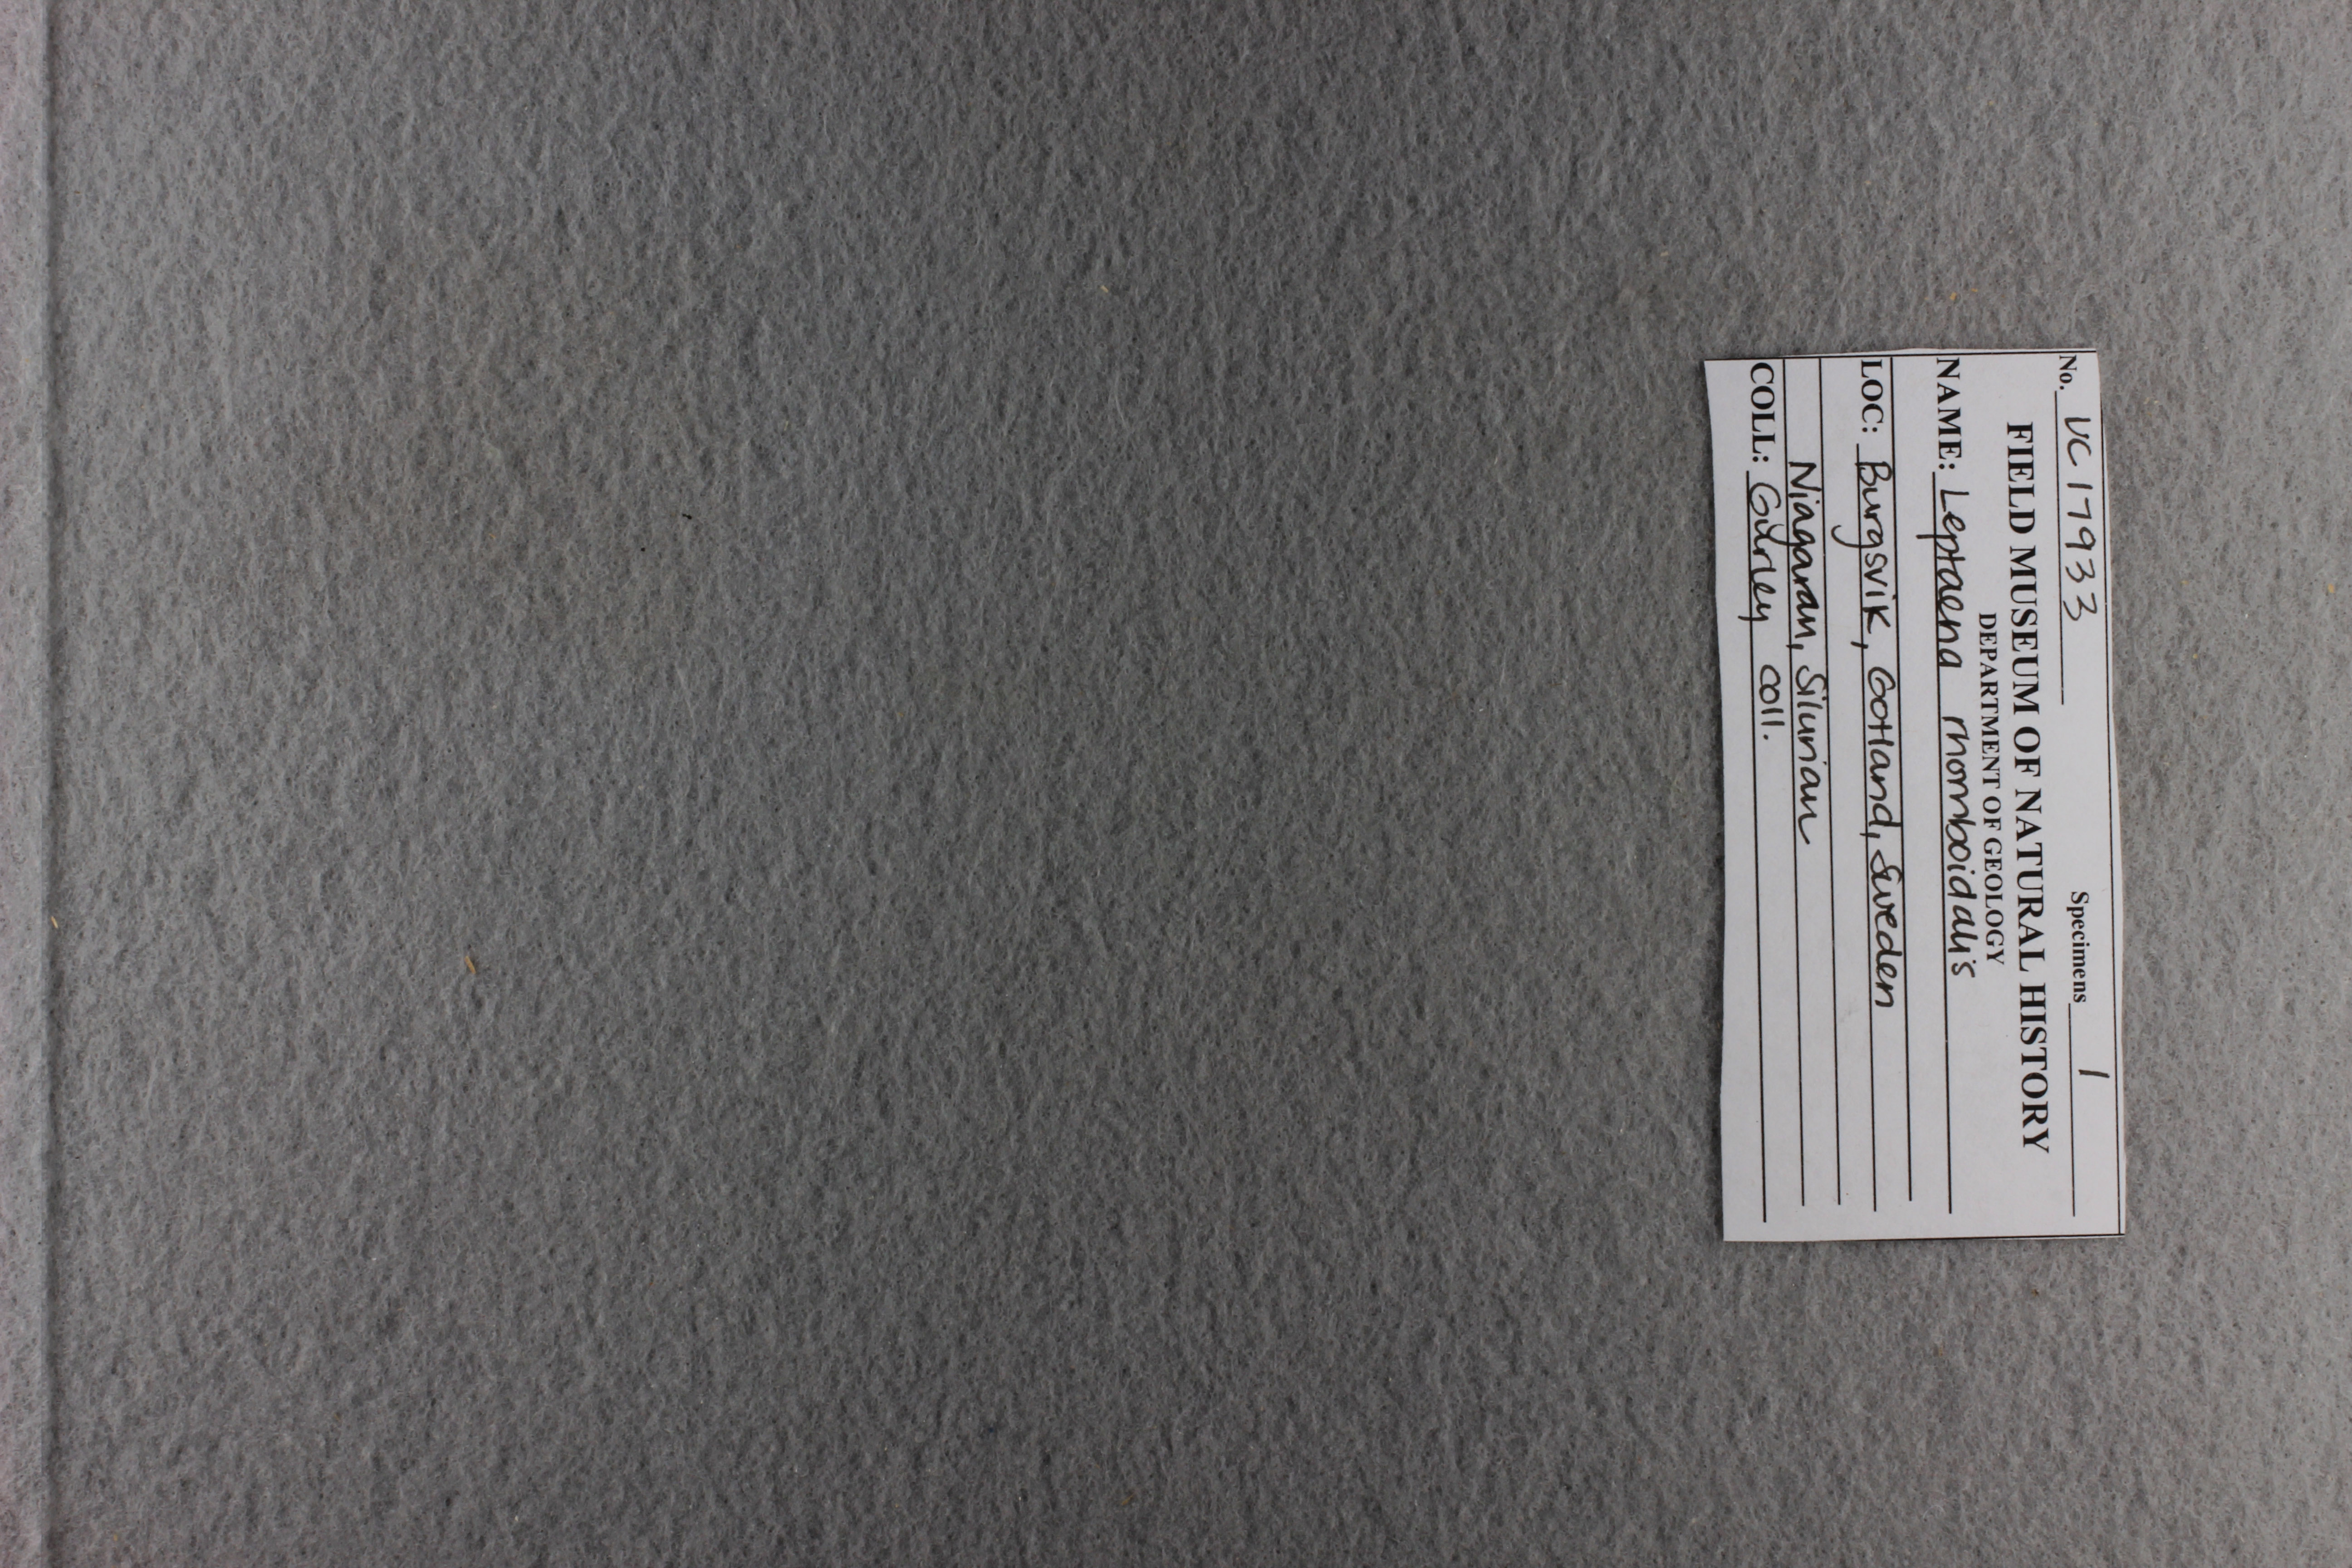 No. UC 17933 Specimens 1
FIELD MUSEUM OF NATURAL HISTORY
DEPARTMENT OF GEOLOGY
NAME: Leptaena rhomboidalis
LOC: Burgsvik, Gotland, Sweden
Niagaran, Silurian
COLL: Gurley coll.